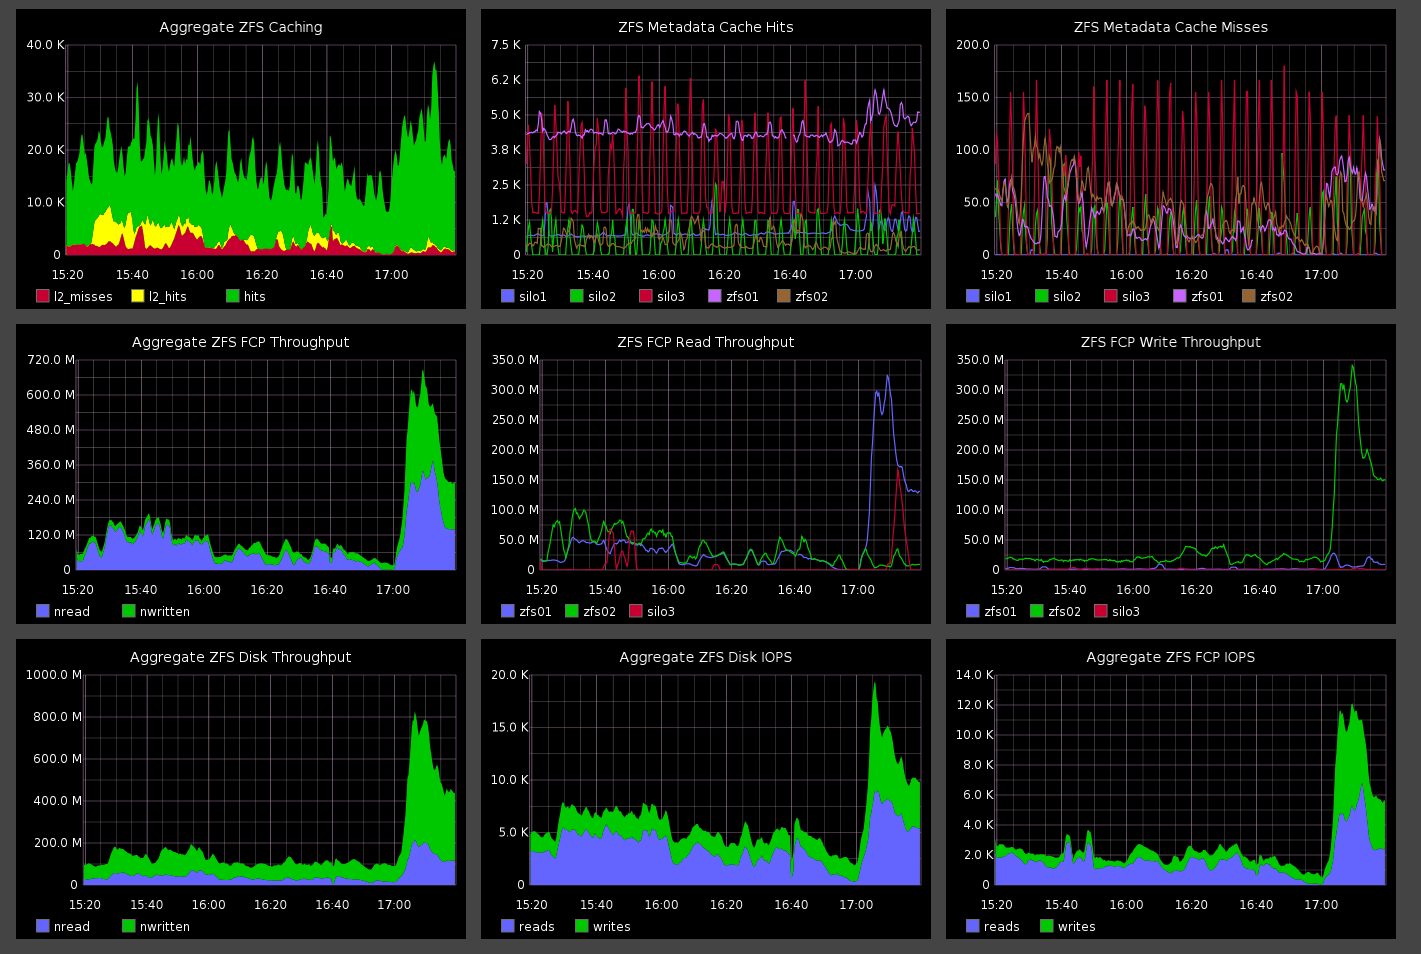 Aggregate ZFS Caching
40.0 K
30.0 K
20.0 K
10.0 K
0
15:20 15:40 16:00 16:20 16:40 17:00
l2_misses l2_hits hits
ZFS Metadata Cache Hits
7.5 K
6.2 K
5.0 K
3.8 K
2.5 K
1.2 K
0
15:20 15:40 16:00 16:20 16:40 17:00
silo1 silo2 silo3 zfs01 zfs02
ZFS Metadata Cache Misses
200.0
150.0
100.0
50.0
0
15:20 15:40 16:00 16:20 16:40 17:00
silo1 silo2 silo3 zfs01 zfs02
Aggregate ZFS FCP Throughput
720.0 M
600.0 M
480.0 M
360.0 M
240.0 M
120.0 M
0
15:20 15:40 16:00 16:20 16:40 17:00
nread nwritten
ZFS FCP Read Throughput
350.0 M
300.0 M
250.0 M
200.0 M
150.0 M
100.0 M
50.0 M
0
15:20 15:40 16:00 16:20 16:40 17:00
zfs01 zfs02 silo3
ZFS FCP Write Throughput
350.0 M
300.0 M
250.0 M
200.0 M
150.0 M
100.0 M
50.0 M
0
15:20 15:40 16:00 16:20 16:40 17:00
zfs01 zfs02 silo3
Aggregate ZFS Disk Throughput
1000.0 M
800.0 M
600.0 M
400.0 M
200.0 M
0
15:20 15:40 16:00 16:20 16:40 17:00
nread nwritten
Aggregate ZFS Disk IOPS
20.0 K
15.0 K
10.0 K
5.0 K
0
15:20 15:40 16:00 16:20 16:40 17:00
reads writes
Aggregate ZFS FCP IOPS
14.0 K
12.0 K
10.0 K
8.0 K
6.0 K
4.0 K
2.0 K
0
15:20 15:40 16:00 16:20 16:40 17:00
reads writes